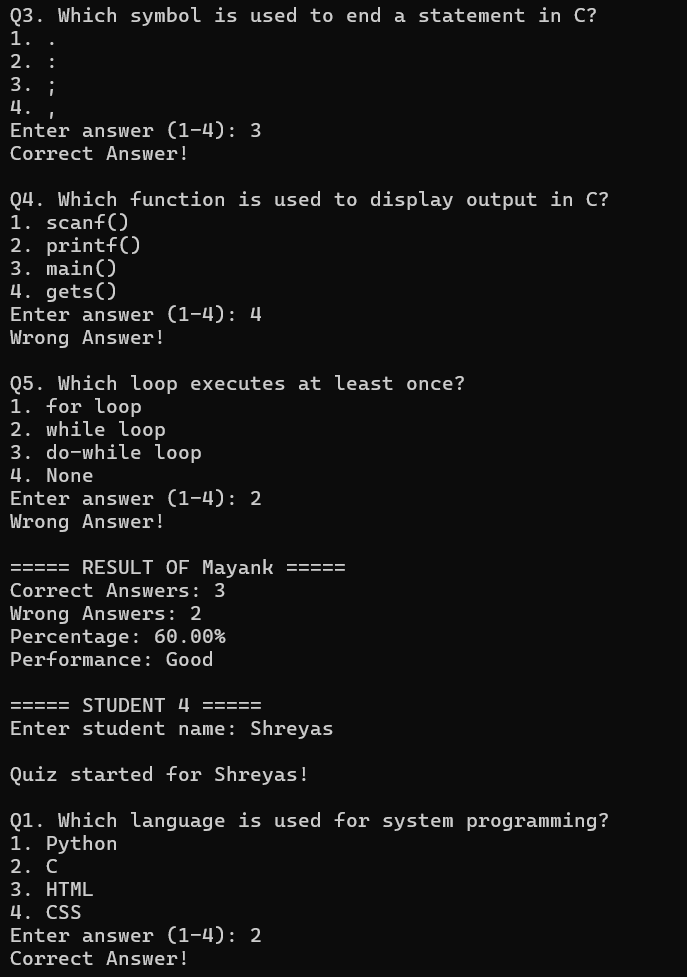 Q3. Which symbol is used to end a statement in C?
1. .
2. :
3. ;
4. ,
Enter answer (1-4): 3
Correct Answer!
Q4. Which function is used to display output in C?
1. scanf()
2. printf()
3. main()
4. gets()
Enter answer (1-4): 4
Wrong Answer!
Q5. Which loop executes at least once?
1. for loop
2. while loop
3. do-while loop
4. None
Enter answer (1-4): 2
Wrong Answer!
===== RESULT OF Mayank =====
Correct Answers: 3
Wrong Answers: 2
Percentage: 60.00%
Performance: Good
===== STUDENT 4 =====
Enter student name: Shreyas
Quiz started for Shreyas!
Q1. Which language is used for system programming?
1. Python
2. C
3. HTML
4. CSS
Enter answer (1-4): 2
Correct Answer!